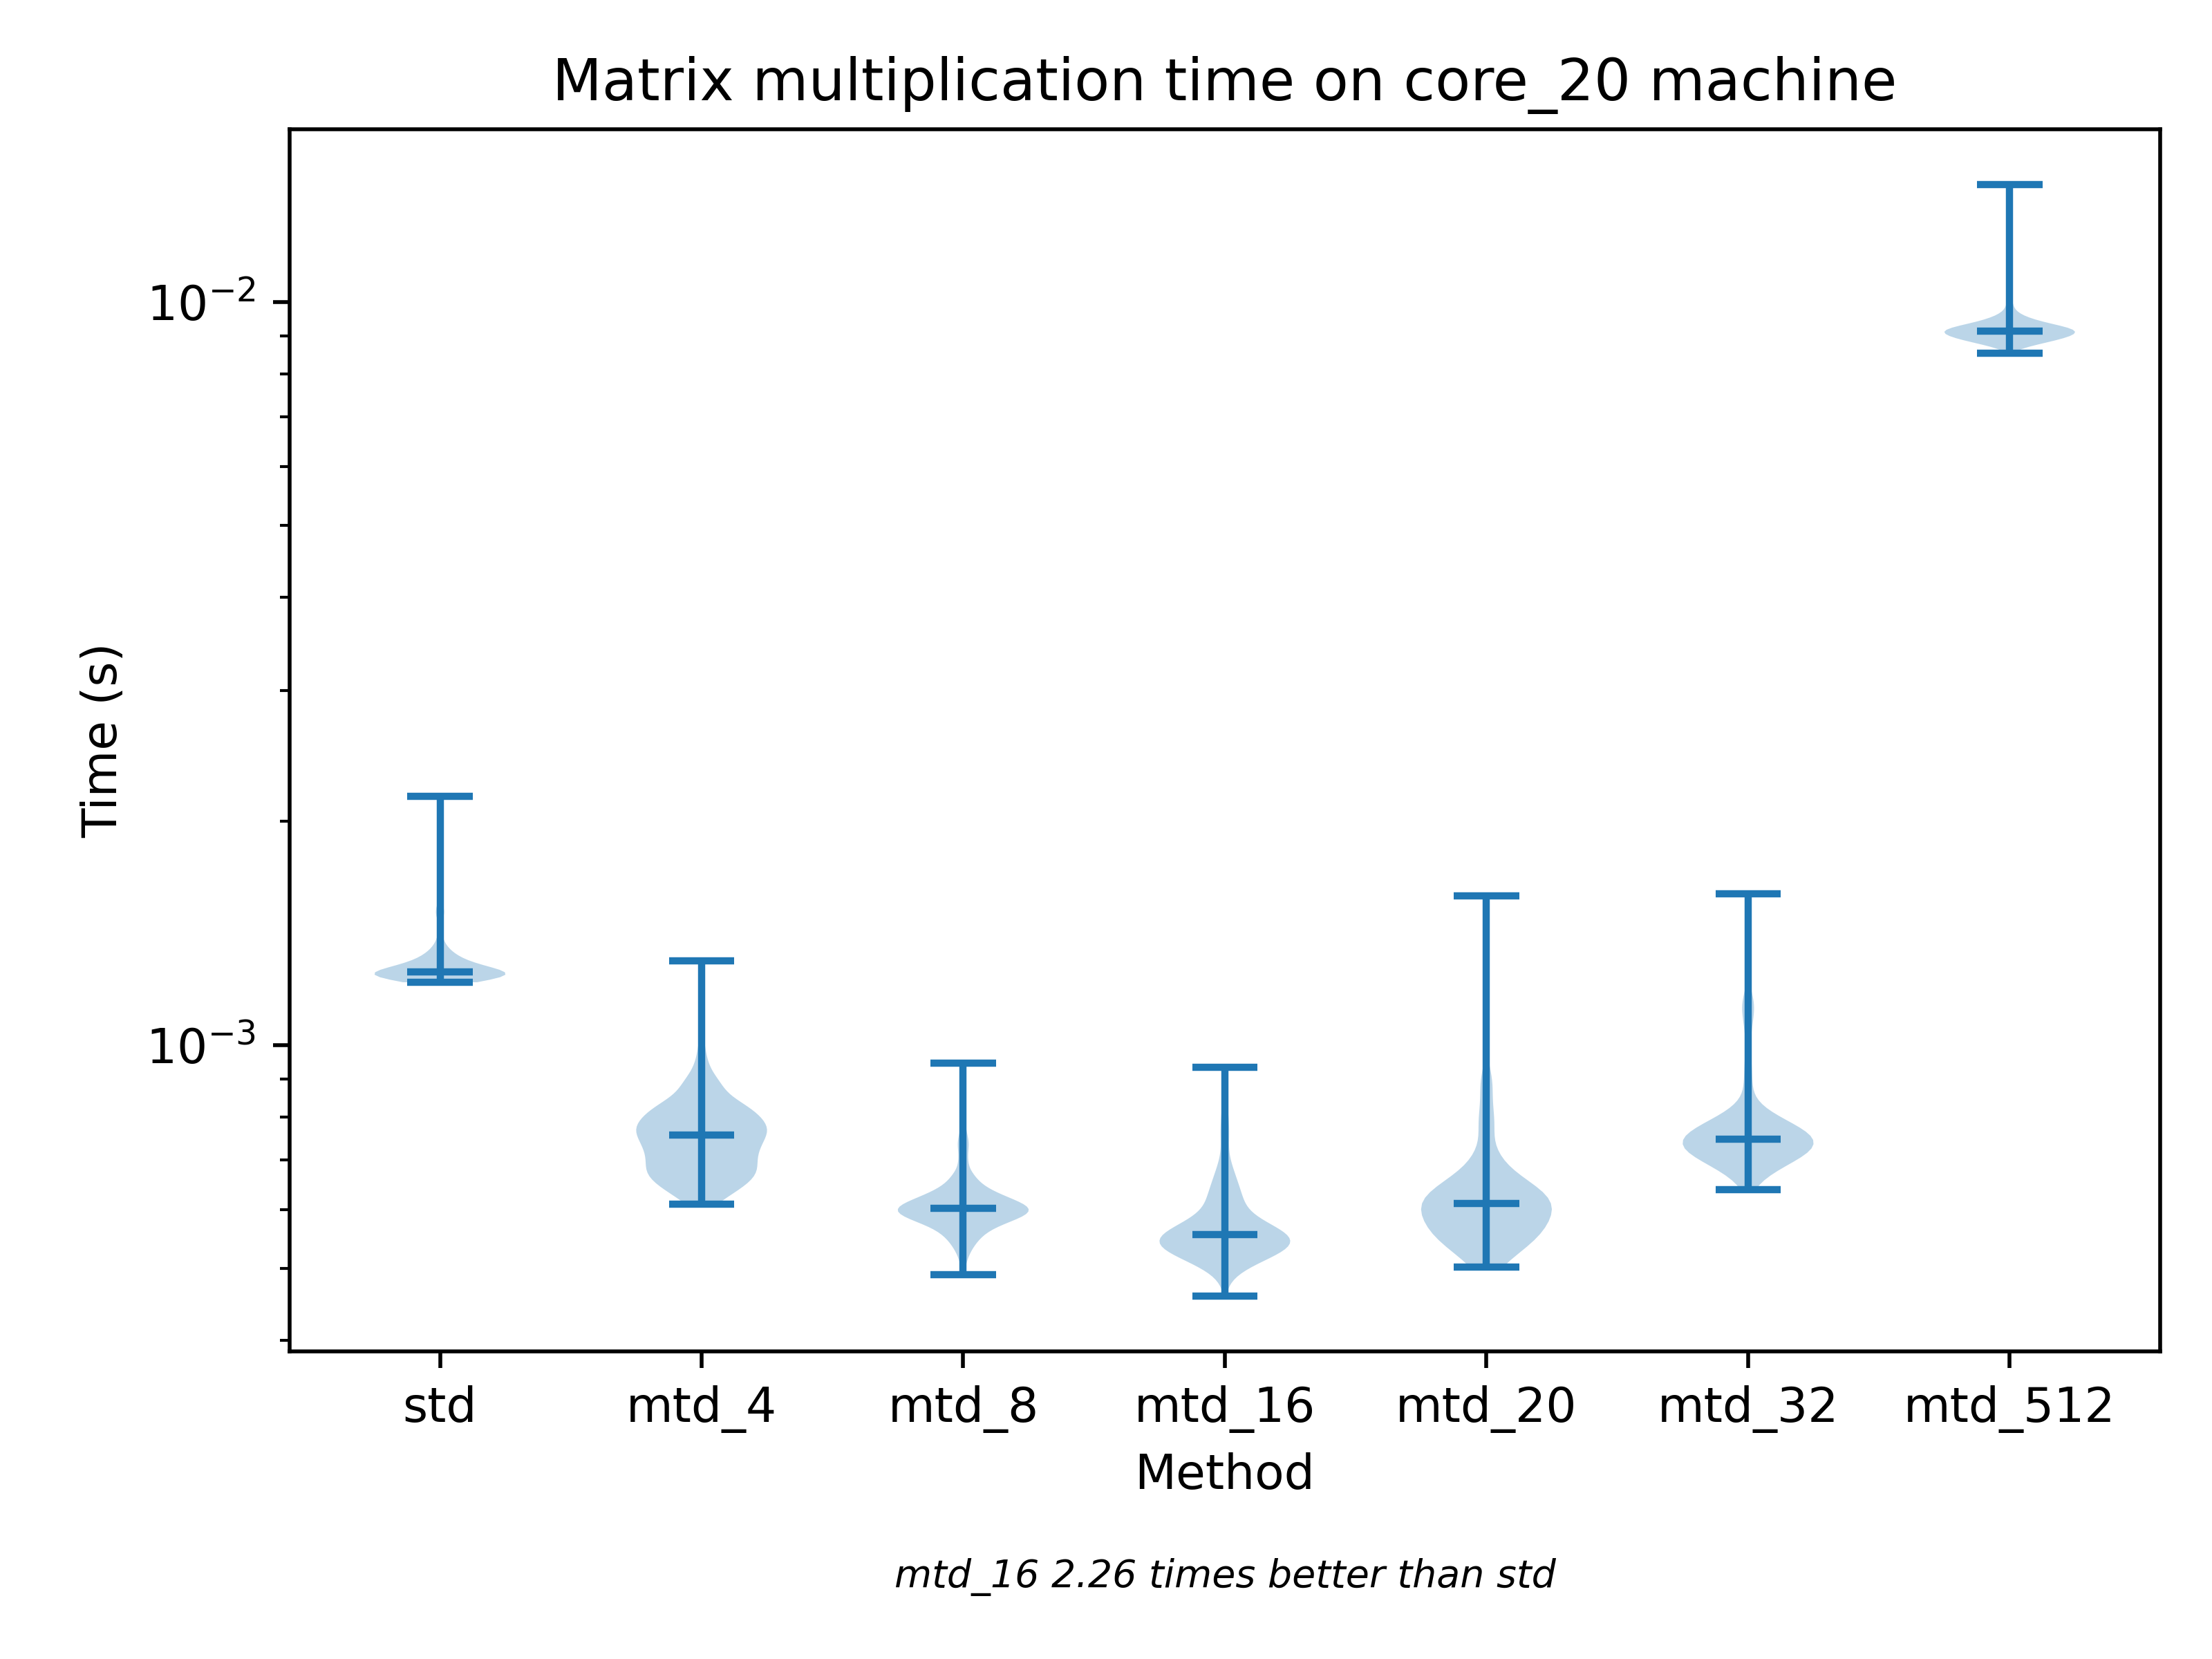 Matrix multiplication time on core_20 machine
Time (s)
10⁻²
10⁻³
std mtd_4 mtd_8 mtd_16 mtd_20 mtd_32 mtd_512
Method
mtd_16 2.26 times better than std